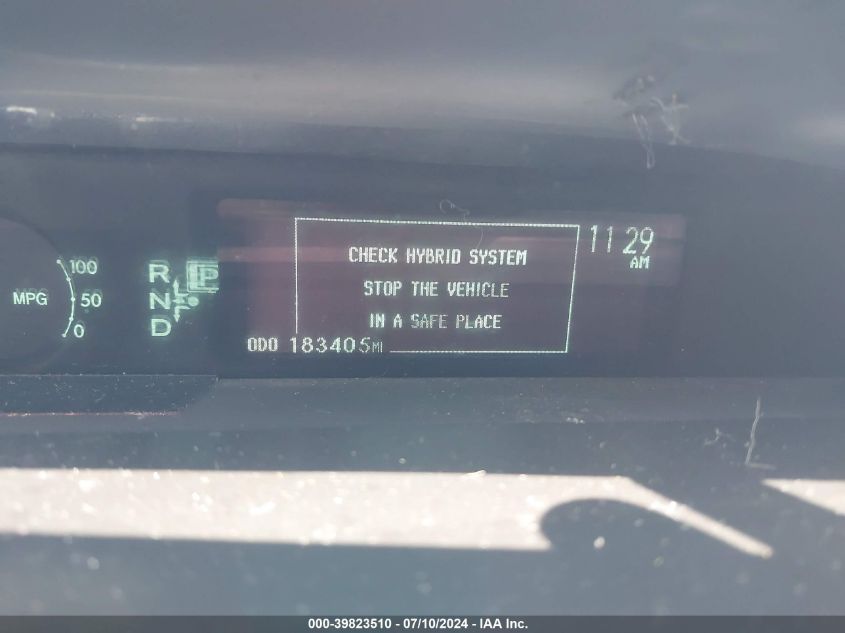 100
MPG
50
0
R
P
N
D
CHECK HYBRID SYSTEM
STOP THE VEHICLE
IN A SAFE PLACE
11 29
AM
ODO 183405MI
000-39823510 - 07/10/2024 - IAA Inc.